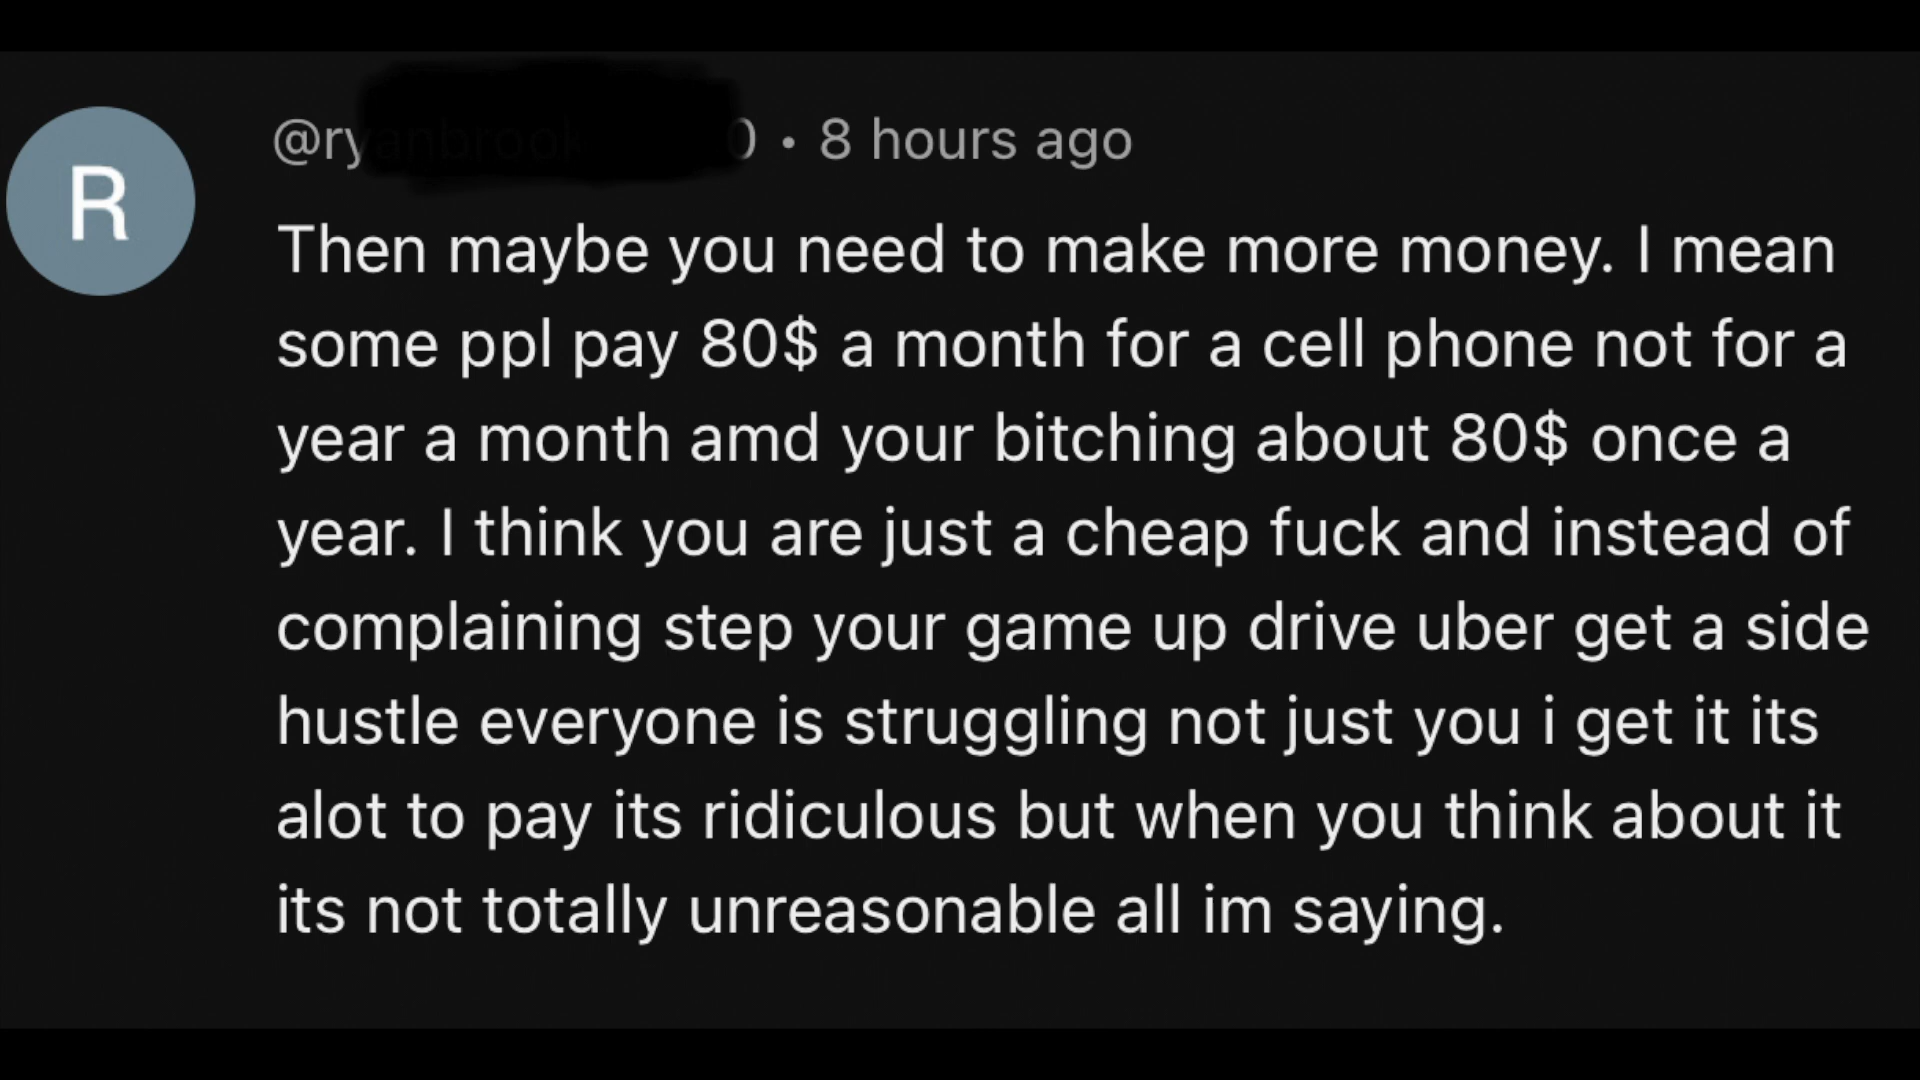 R
@ry 0 • 8 hours ago
Then maybe you need to make more money. I mean
some ppl pay 80$ a month for a cell phone not for a
year a month amd your bitching about 80$ once a
year. I think you are just a cheap fuck and instead of
complaining step your game up drive uber get a side
hustle everyone is struggling not just you i get it its
alot to pay its ridiculous but when you think about it
its not totally unreasonable all im saying.